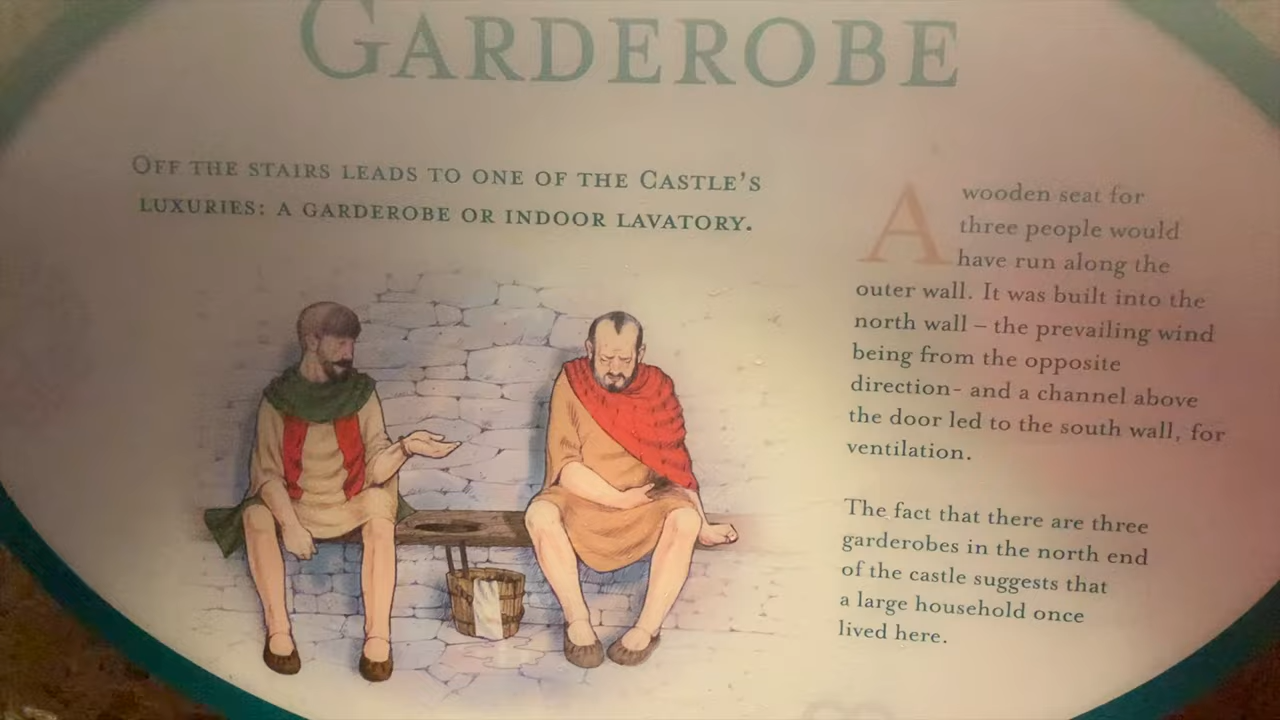 GARDEROBE
OFF THE STAIRS LEADS TO ONE OF THE CASTLE'S
LUXURIES: A GARDEROBE OR INDOOR LAVATORY.
A wooden seat for
three people would
have run along the
outer wall. It was built into the
north wall – the prevailing wind
being from the opposite
direction- and a channel above
the door led to the south wall, for
ventilation.
The fact that there are three
garderobes in the north end
of the castle suggests that
a large household once
lived here.